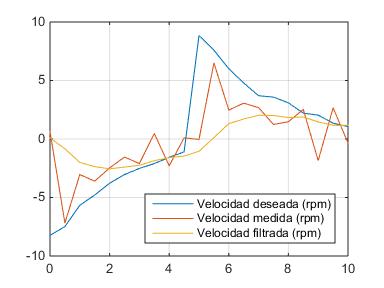 10
5
0
-5
-10
0 2 4 6 8 10
Velocidad deseada (rpm)
Velocidad medida (rpm)
Velocidad filtrada (rpm)